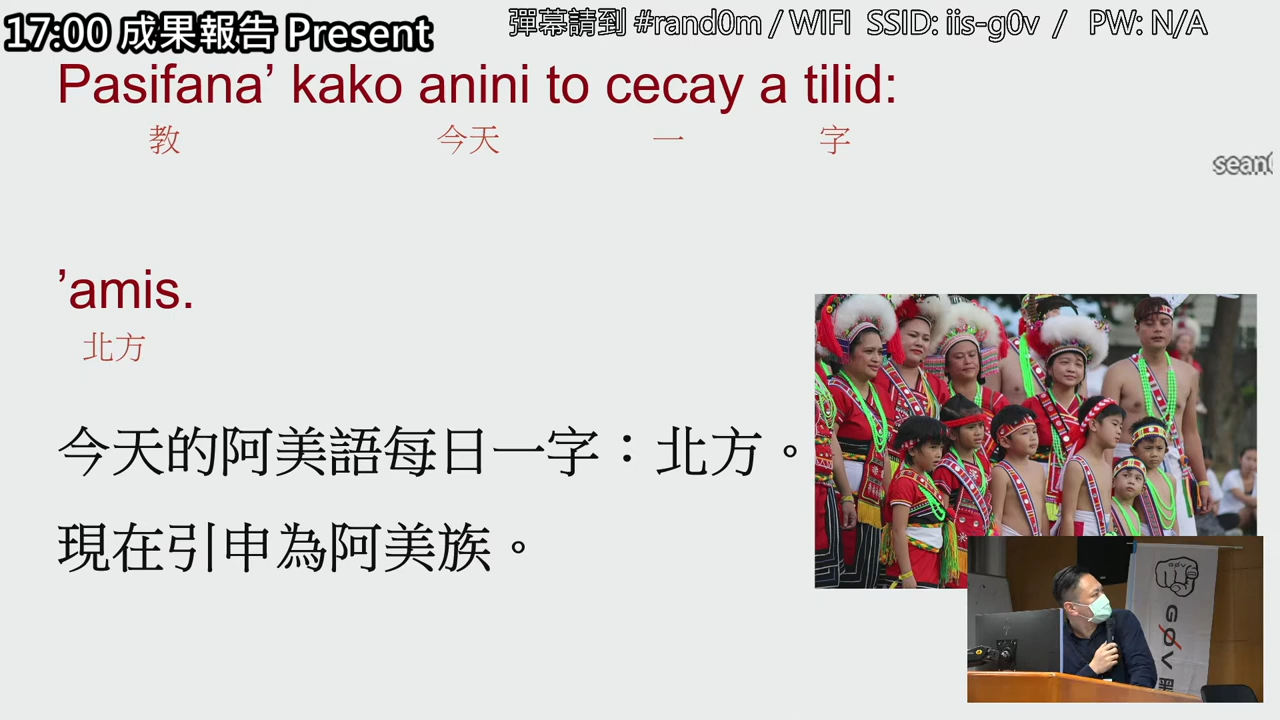 17:00 成果報告 Present
彈幕請到 #rand0m / WIFI SSID: iis-g0v / PW: N/A
Pasifana’ kako anini to cecay a tilid:
教 今天 一 字
’amis.
北方
今天的阿美語每日一字：北方。
現在引申為阿美族。
G0V